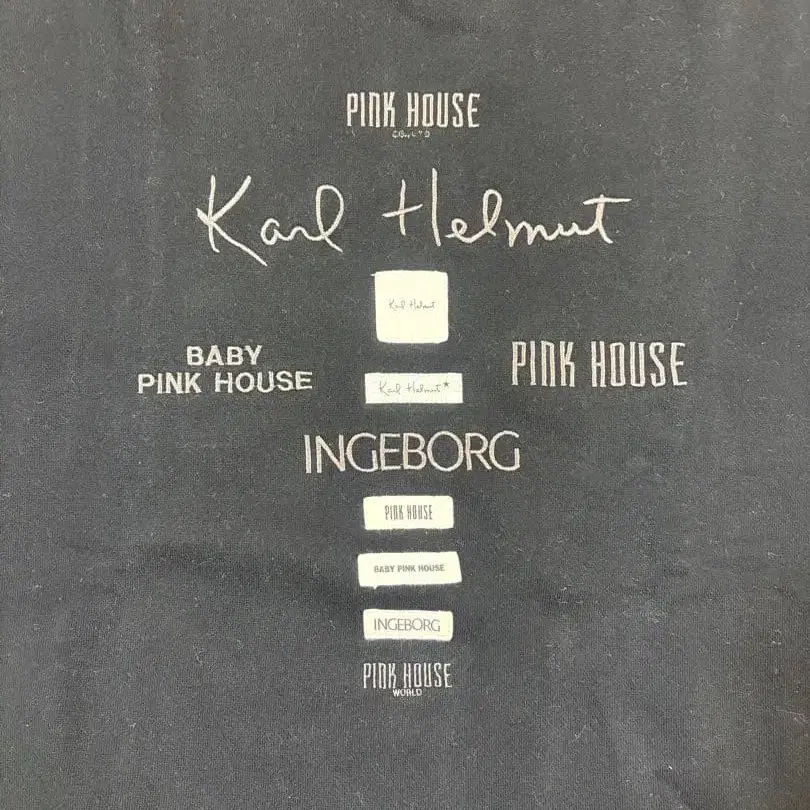 PINK HOUSE
Karl Helmut
Karl Helmut
BABY
PINK HOUSE
PINK HOUSE
Karl Helmut★
INGEBORG
PINK HOUSE
BABY PINK HOUSE
INGEBORG
PINK HOUSE
WORLD